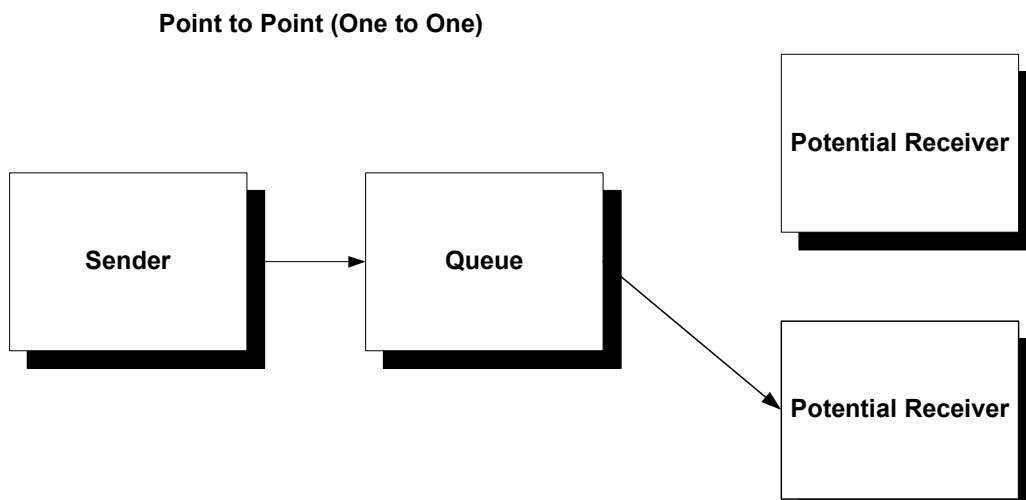 Point to Point (One to One)
Potential Receiver
Sender
Queue
Potential Receiver